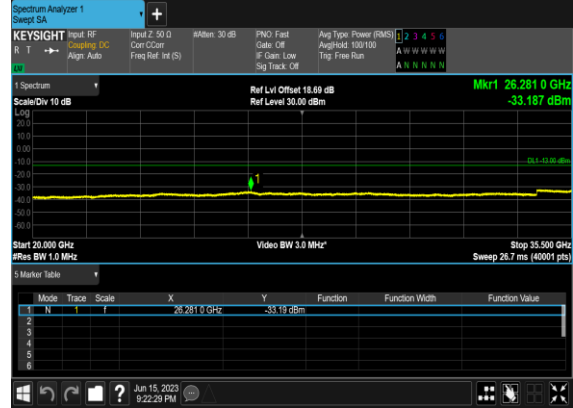 Spectrum Analyzer 1
Swept SA
+
KEYSIGHT Input: RF Input Z: 50 Ω #Atten: 30 dB PNO: Fast Avg Type: Power (RMS) 1 2 3 4 5 6
R T Coupling: DC Corr CCorr Gate: Off Avg|Hold: 100/100 A W W W W W
Align: Auto Freq Ref: Int (S) IF Gain: Low Trig: Free Run
LU Sig Track: Off A N N N N N
1 Spectrum Ref Lvl Offset 18.69 dB Mkr1 26.281 0 GHz
Scale/Div 10 dB Ref Level 30.00 dBm -33.187 dBm
Log
20.0
10.0
0.00
-10.0 DL1 -13.00 dBm
-20.0
1
-30.0
-40.0
-50.0
-60.0
Start 20.000 GHz Video BW 3.0 MHz* Stop 35.500 GHz
#Res BW 1.0 MHz Sweep 26.7 ms (40001 pts)
5 Marker Table
Mode Trace Scale X Y Function Function Width Function Value
1 N 1 f 26.281 0 GHz -33.19 dBm
2
3
4
5
6
? Jun 15, 2023
9:22:29 PM